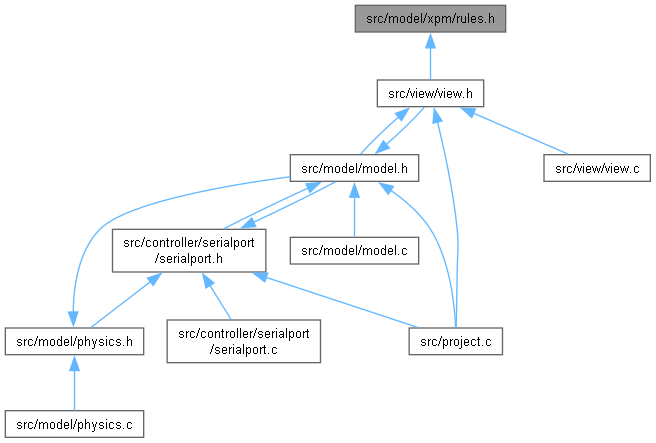 src/model/xpm/rules.h
src/view/view.h
src/model/model.h
src/view/view.c
src/controller/serialport
/serialport.h
src/model/model.c
src/model/physics.h
src/controller/serialport
/serialport.c
src/project.c
src/model/physics.c